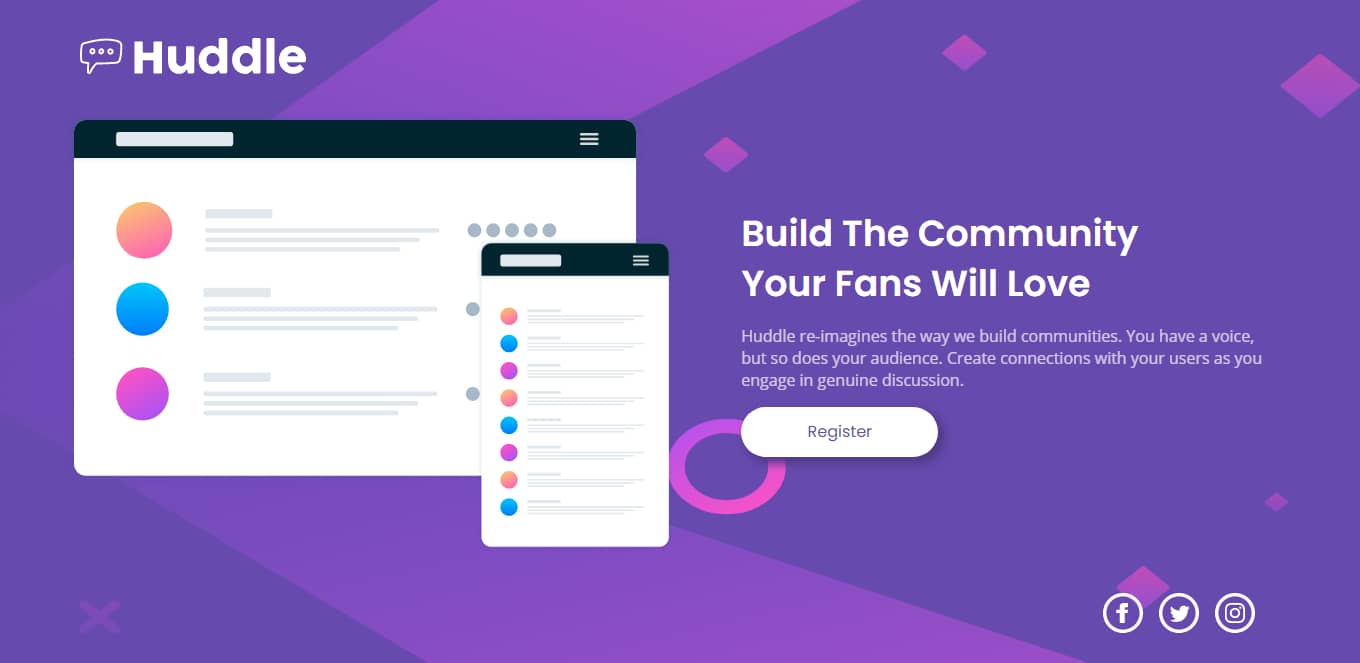 Huddle
Build The Community
Your Fans Will Love
Huddle re-imagines the way we build communities. You have a voice,
but so does your audience. Create connections with your users as you
engage in genuine discussion.
Register